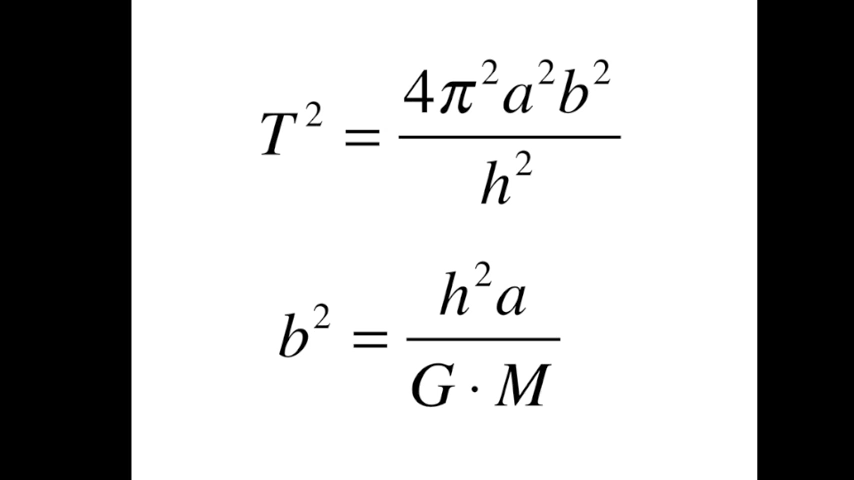 T² = 4π²a²b² / h²
b² = h²a / G · M